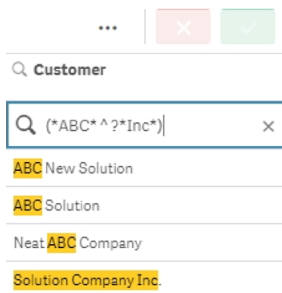 ...
Customer
(*ABC* ^ ?*Inc*)
ABC New Solution
ABC Solution
Neat ABC Company
Solution Company Inc.